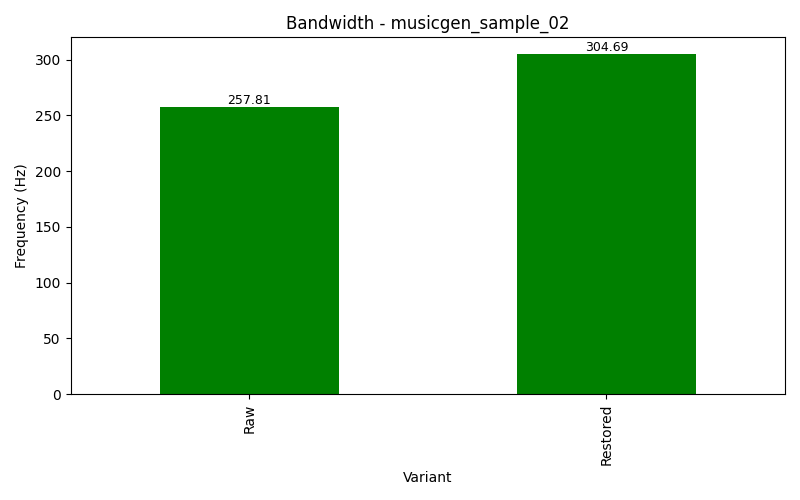 Bandwidth - musicgen_sample_02
304.69
257.81
300
250
200
150
100
50
0
Frequency (Hz)
Raw
Restored
Variant